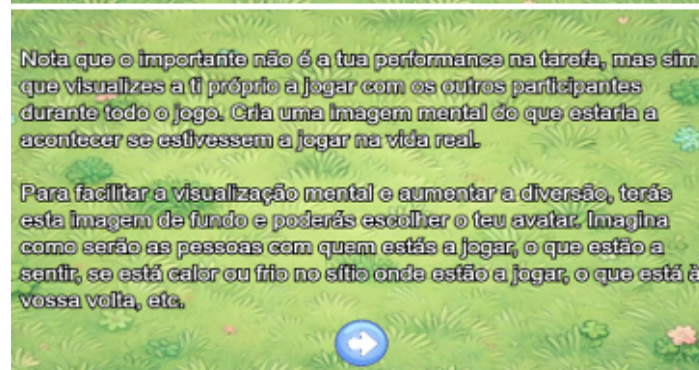 Nota que o importante não é a tua performance na tarefa, mas sim
que visualizes a ti próprio a jogar com os outros participantes
durante todo o jogo. Cria uma imagem mental do que estaria a
acontecer se estivessem a jogar na vida real.
Para facilitar a visualização mental e aumentar a diversão, terás
esta imagem de fundo e poderás escolher o teu avatar. Imagina
como serão as pessoas com quem estás a jogar, o que estão a
sentir, se está calor ou frio no sítio onde estão a jogar, o que está à
vossa volta, etc.